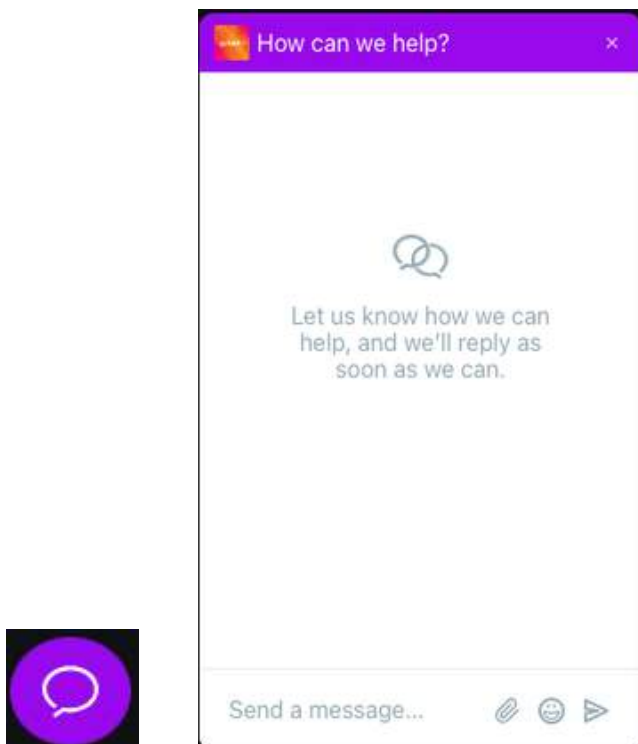 How can we help?
Let us know how we can
help, and we'll reply as
soon as we can.
Send a message...